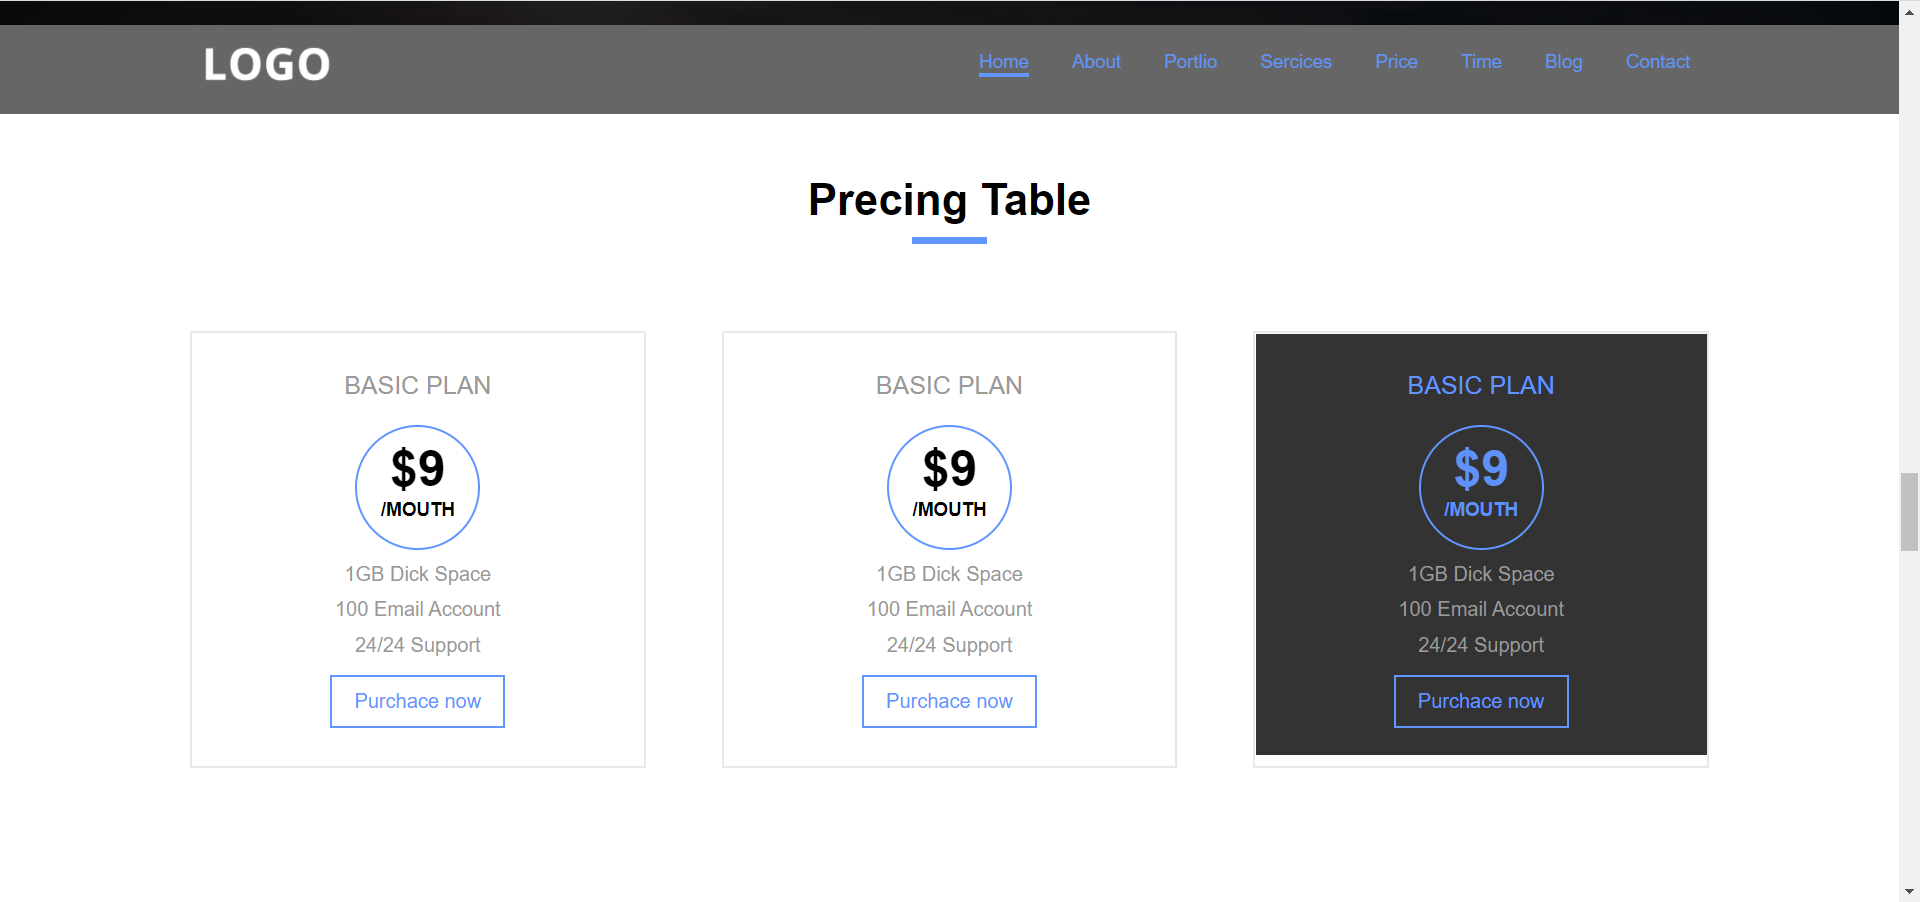 LOGO
Home About Portlio Sercices Price Time Blog Contact
Precing Table
BASIC PLAN
$9
/MOUTH
1GB Dick Space
100 Email Account
24/24 Support
Purchace now
BASIC PLAN
$9
/MOUTH
1GB Dick Space
100 Email Account
24/24 Support
Purchace now
BASIC PLAN
$9
/MOUTH
1GB Dick Space
100 Email Account
24/24 Support
Purchace now